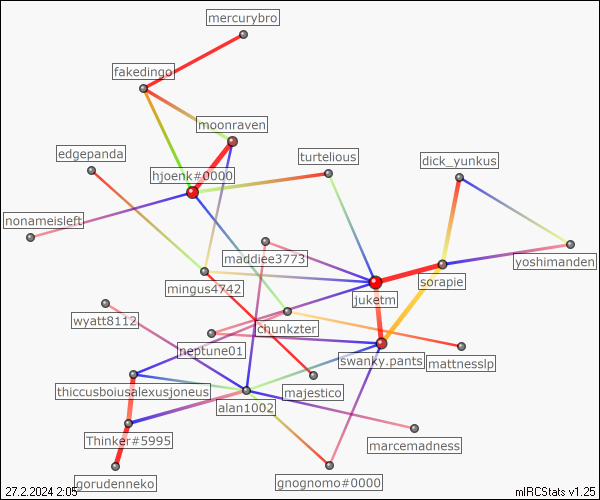 mercurybro
fakedingo
moonraven
edgepanda
turtelious
dick_yunkus
hjoenk#0000
nonameisleft
maddiee3773
yoshimanden
sorapie
mingus4742
juketm
wyatt8112
chunkzter
neptune01
swanky.pants
mattnesslp
thiccusboiusalexusjoneus
majestico
alan1002
Thinker#5995
marcemadness
gorudenneko
gnognomo#0000
27.2.2024 2:05
mIRCStats v1.25